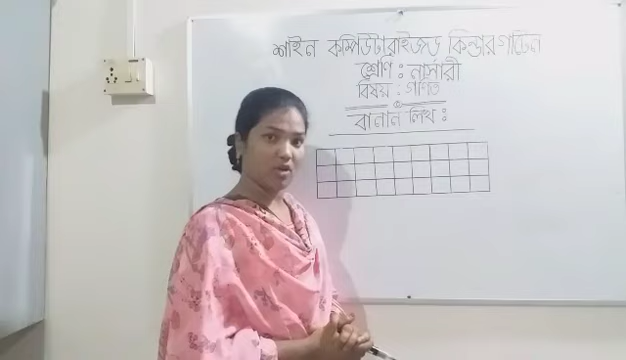 শাইন কম্পিউটারাইজড কিন্ডারগার্টেন
শ্রেণি : নার্সারী
বিষয় : গণিত
বানান লিখ :